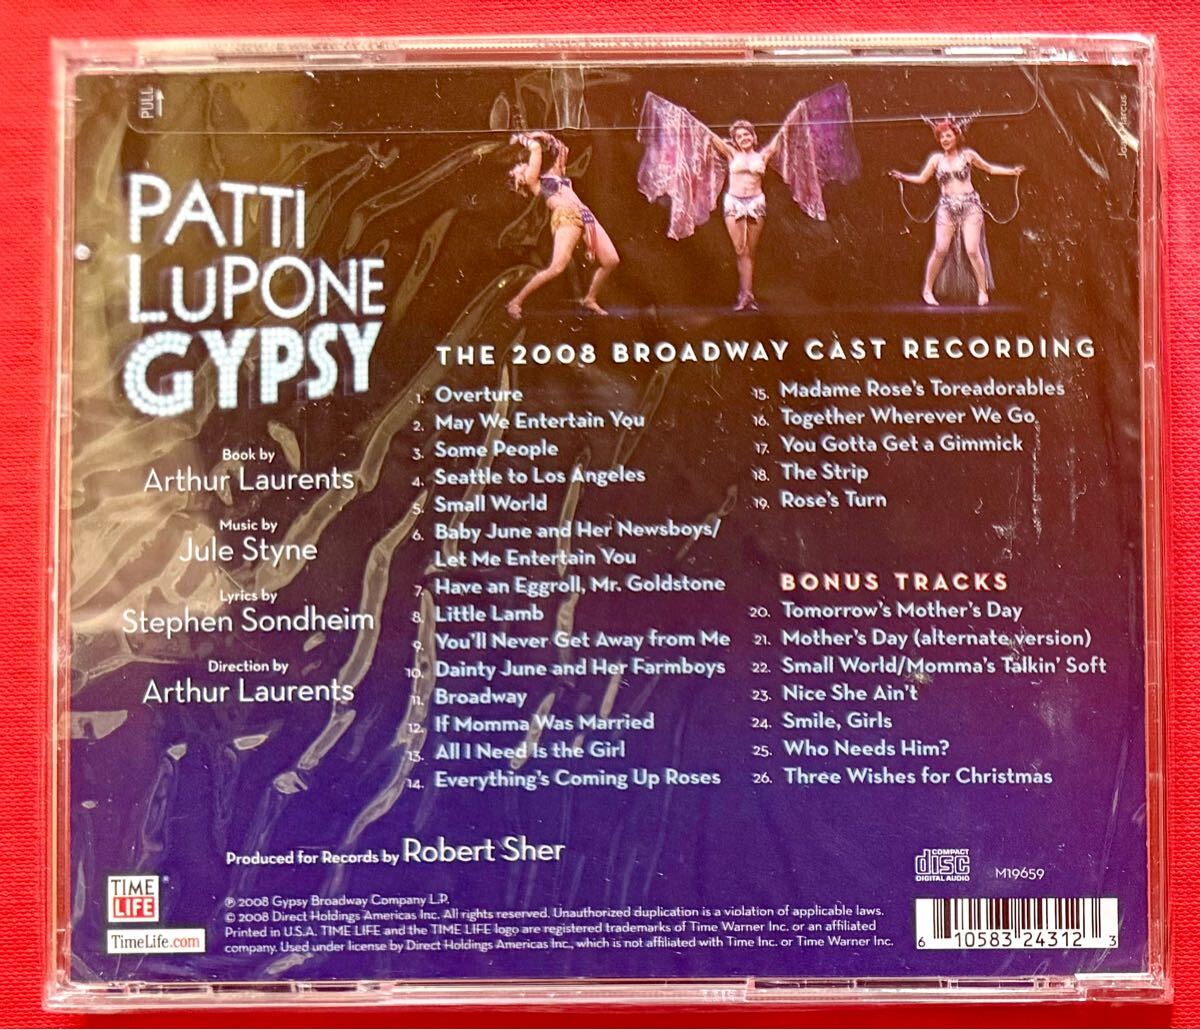 PULL
PATTI
LUPONE
GYPSY
Book by
Arthur Laurents
Music by
Jule Styne
Lyrics by
Stephen Sondheim
Direction by
Arthur Laurents
THE 2008 BROADWAY CAST RECORDING
1. Overture
2. May We Entertain You
3. Some People
4. Seattle to Los Angeles
5. Small World
6. Baby June and Her Newsboys/
Let Me Entertain You
7. Have an Eggroll, Mr. Goldstone
8. Little Lamb
9. You'll Never Get Away from Me
10. Dainty June and Her Farmboys
11. Broadway
12. If Momma Was Married
13. All I Need Is the Girl
14. Everything's Coming Up Roses
15. Madame Rose's Toreadorables
16. Together Wherever We Go
17. You Gotta Get a Gimmick
18. The Strip
19. Rose's Turn
BONUS TRACKS
20. Tomorrow's Mother's Day
21. Mother's Day (alternate version)
22. Small World/Momma's Talkin' Soft
23. Nice She Ain't
24. Smile, Girls
25. Who Needs Him?
26. Three Wishes for Christmas
Produced for Records by Robert Sher
TIME
LIFE
TimeLife.com
℗ 2008 Gypsy Broadway Company L.P.
© 2008 Direct Holdings Americas Inc. All rights reserved. Unauthorized duplication is a violation of applicable laws.
Printed in U.S.A. TIME LIFE and the TIME LIFE logo are registered trademarks of Time Warner Inc. or an affiliated
company. Used under license by Direct Holdings Americas Inc., which is not affiliated with Time Inc. or Time Warner Inc.
COMPACT
disc
DIGITAL AUDIO
M19659
6 10583 24312 3